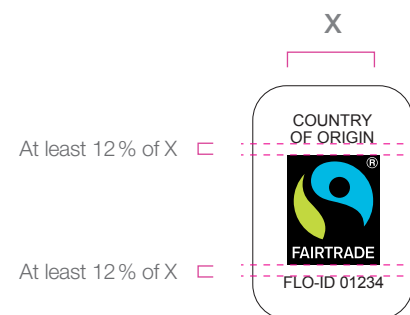 X
COUNTRY
OF ORIGIN
At least 12% of X
®
FAIRTRADE
At least 12% of X
FLO-ID 01234